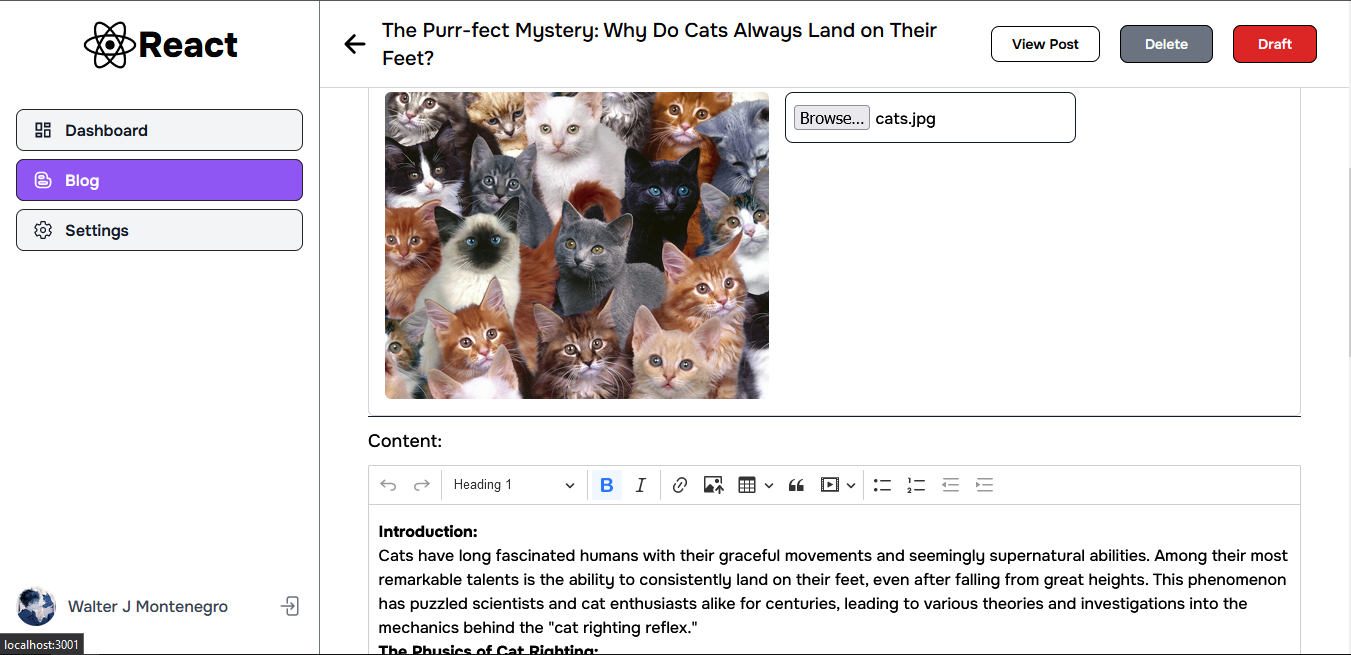 React
The Purr-fect Mystery: Why Do Cats Always Land on Their
Feet?
View Post
Delete
Draft
Dashboard
Blog
Settings
Browse... cats.jpg
Content:
Heading 1
B I
Introduction:
Cats have long fascinated humans with their graceful movements and seemingly supernatural abilities. Among their most
remarkable talents is the ability to consistently land on their feet, even after falling from great heights. This phenomenon
has puzzled scientists and cat enthusiasts alike for centuries, leading to various theories and investigations into the
mechanics behind the "cat righting reflex."
The Physics of Cat Righting:
Walter J Montenegro
localhost:3001